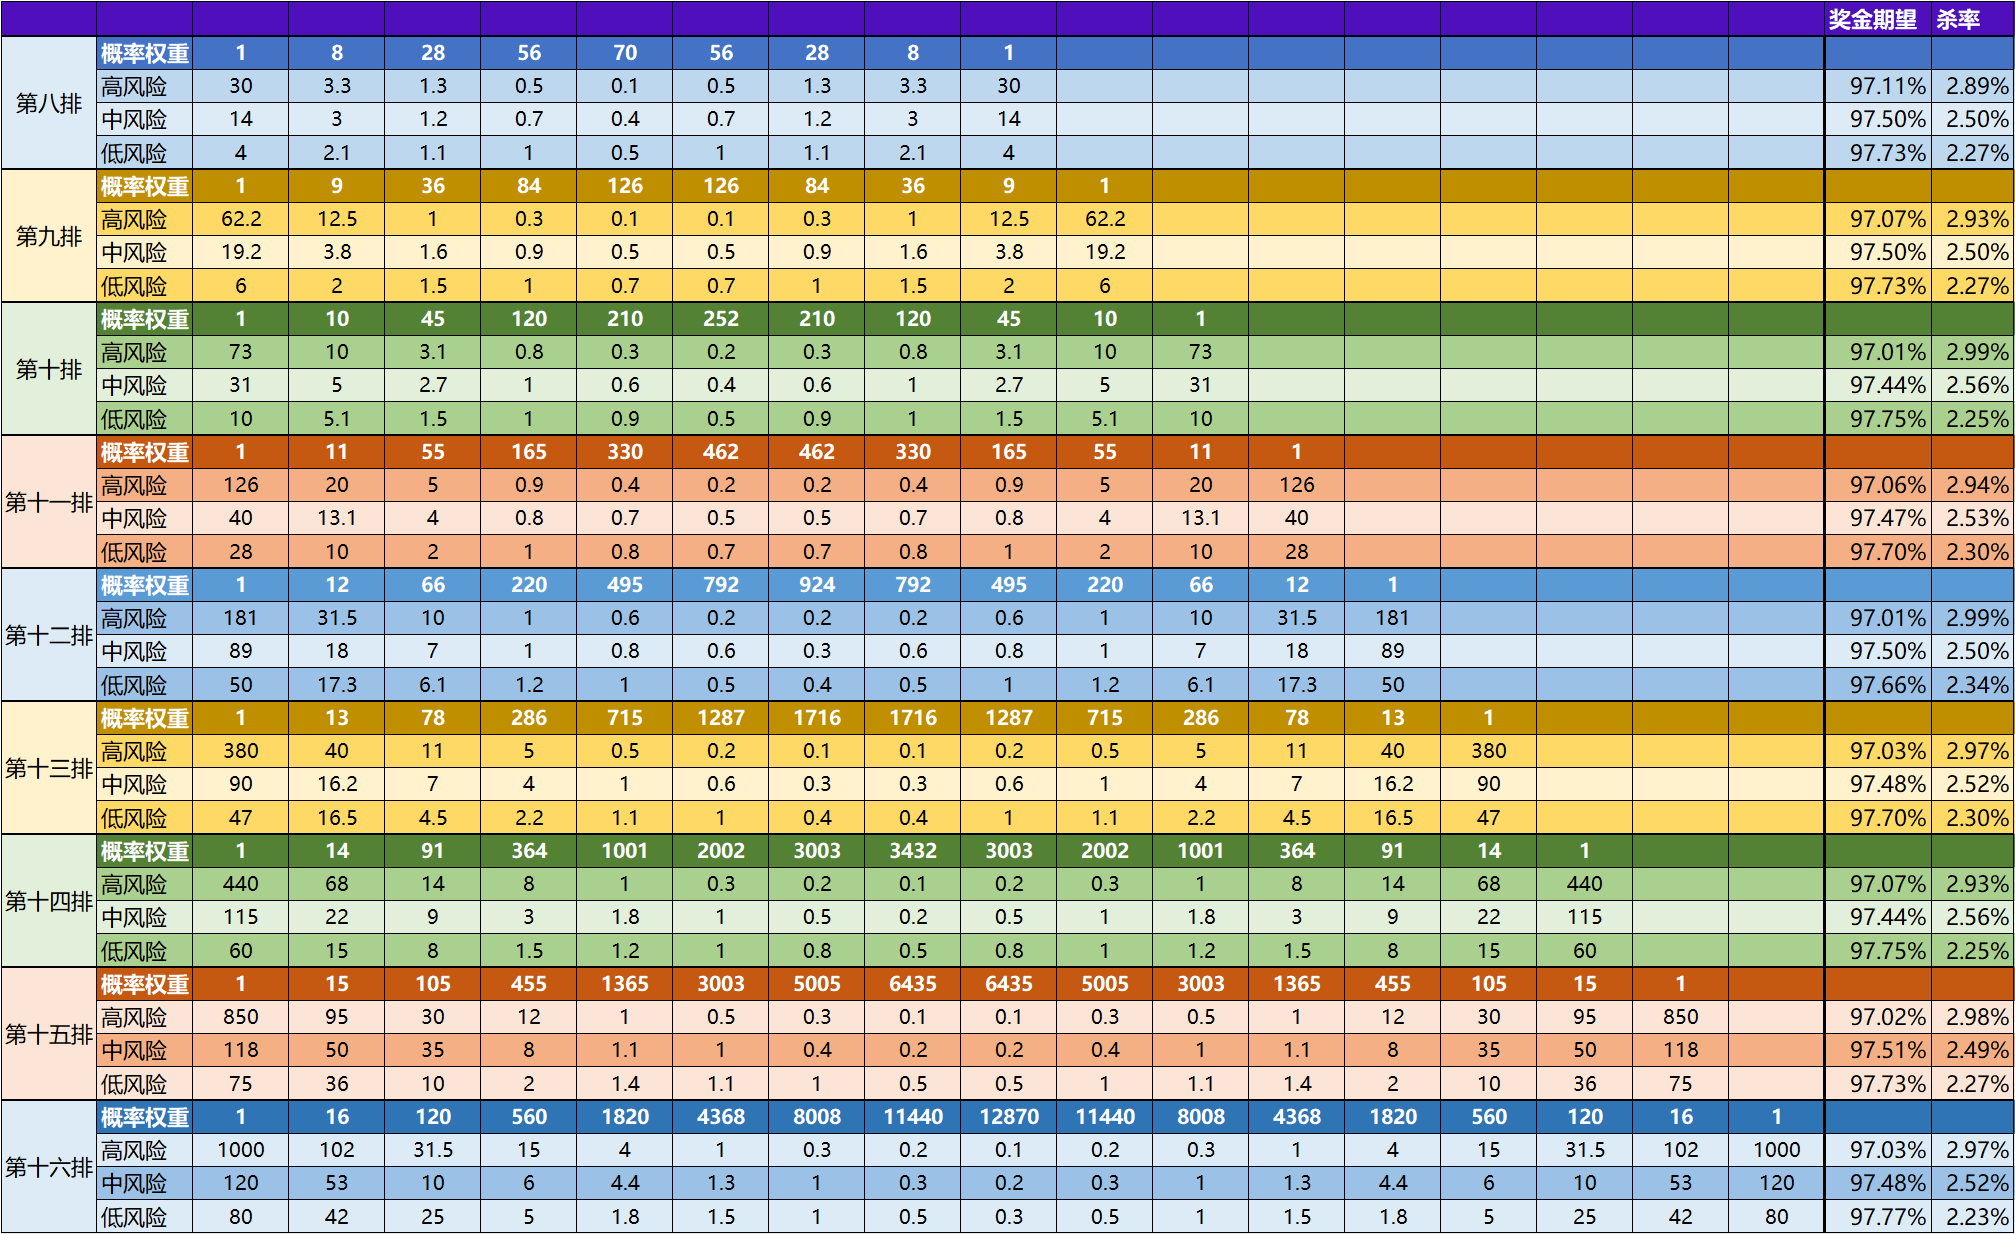 奖金期望 杀率
第八排
概率权重 1 8 28 56 70 56 28 8 1
高风险 30 3.3 1.3 0.5 0.1 0.5 1.3 3.3 30 97.11% 2.89%
中风险 14 3 1.2 0.7 0.4 0.7 1.2 3 14 97.50% 2.50%
低风险 4 2.1 1.1 1 0.5 1 1.1 2.1 4 97.73% 2.27%
第九排
概率权重 1 9 36 84 126 126 84 36 9 1
高风险 62.2 12.5 1 0.3 0.1 0.1 0.3 1 12.5 62.2 97.07% 2.93%
中风险 19.2 3.8 1.6 0.9 0.5 0.5 0.9 1.6 3.8 19.2 97.50% 2.50%
低风险 6 2 1.5 1 0.7 0.7 1 1.5 2 6 97.73% 2.27%
第十排
概率权重 1 10 45 120 210 252 210 120 45 10 1
高风险 73 10 3.1 0.8 0.3 0.2 0.3 0.8 3.1 10 73 97.01% 2.99%
中风险 31 5 2.7 1 0.6 0.4 0.6 1 2.7 5 31 97.44% 2.56%
低风险 10 5.1 1.5 1 0.9 0.5 0.9 1 1.5 5.1 10 97.75% 2.25%
第十一排
概率权重 1 11 55 165 330 462 462 330 165 55 11 1
高风险 126 20 5 0.9 0.4 0.2 0.2 0.4 0.9 5 20 126 97.06% 2.94%
中风险 40 13.1 4 0.8 0.7 0.5 0.5 0.7 0.8 4 13.1 40 97.47% 2.53%
低风险 28 10 2 1 0.8 0.7 0.7 0.8 1 2 10 28 97.70% 2.30%
第十二排
概率权重 1 12 66 220 495 792 924 792 495 220 66 12 1
高风险 181 31.5 10 1 0.6 0.2 0.2 0.2 0.6 1 10 31.5 181 97.01% 2.99%
中风险 89 18 7 1 0.8 0.6 0.3 0.6 0.8 1 7 18 89 97.50% 2.50%
低风险 50 17.3 6.1 1.2 1 0.5 0.4 0.5 1 1.2 6.1 17.3 50 97.66% 2.34%
第十三排
概率权重 1 13 78 286 715 1287 1716 1716 1287 715 286 78 13 1
高风险 380 40 11 5 0.5 0.2 0.1 0.1 0.2 0.5 5 11 40 380 97.03% 2.97%
中风险 90 16.2 7 4 1 0.6 0.3 0.3 0.6 1 4 7 16.2 90 97.48% 2.52%
低风险 47 16.5 4.5 2.2 1.1 1 0.4 0.4 1 1.1 2.2 4.5 16.5 47 97.70% 2.30%
第十四排
概率权重 1 14 91 364 1001 2002 3003 3432 3003 2002 1001 364 91 14 1
高风险 440 68 14 8 1 0.3 0.2 0.1 0.2 0.3 1 8 14 68 440 97.07% 2.93%
中风险 115 22 9 3 1.8 1 0.5 0.2 0.5 1 1.8 3 9 22 115 97.44% 2.56%
低风险 60 15 8 1.5 1.2 1 0.8 0.5 0.8 1 1.2 1.5 8 15 60 97.75% 2.25%
第十五排
概率权重 1 15 105 455 1365 3003 5005 6435 6435 5005 3003 1365 455 105 15 1
高风险 850 95 30 12 1 0.5 0.3 0.1 0.1 0.3 0.5 1 12 30 95 850 97.02% 2.98%
中风险 118 50 35 8 1.1 1 0.4 0.2 0.2 0.4 1 1.1 8 35 50 118 97.51% 2.49%
低风险 75 36 10 2 1.4 1.1 1 0.5 0.5 1 1.1 1.4 2 10 36 75 97.73% 2.27%
第十六排
概率权重 1 16 120 560 1820 4368 8008 11440 12870 11440 8008 4368 1820 560 120 16 1
高风险 1000 102 31.5 15 4 1 0.3 0.2 0.1 0.2 0.3 1 4 15 31.5 102 1000 97.03% 2.97%
中风险 120 53 10 6 4.4 1.3 1 0.3 0.2 0.3 1 1.3 4.4 6 10 53 120 97.48% 2.52%
低风险 80 42 25 5 1.8 1.5 1 0.5 0.3 0.5 1 1.5 1.8 5 25 42 80 97.77% 2.23%